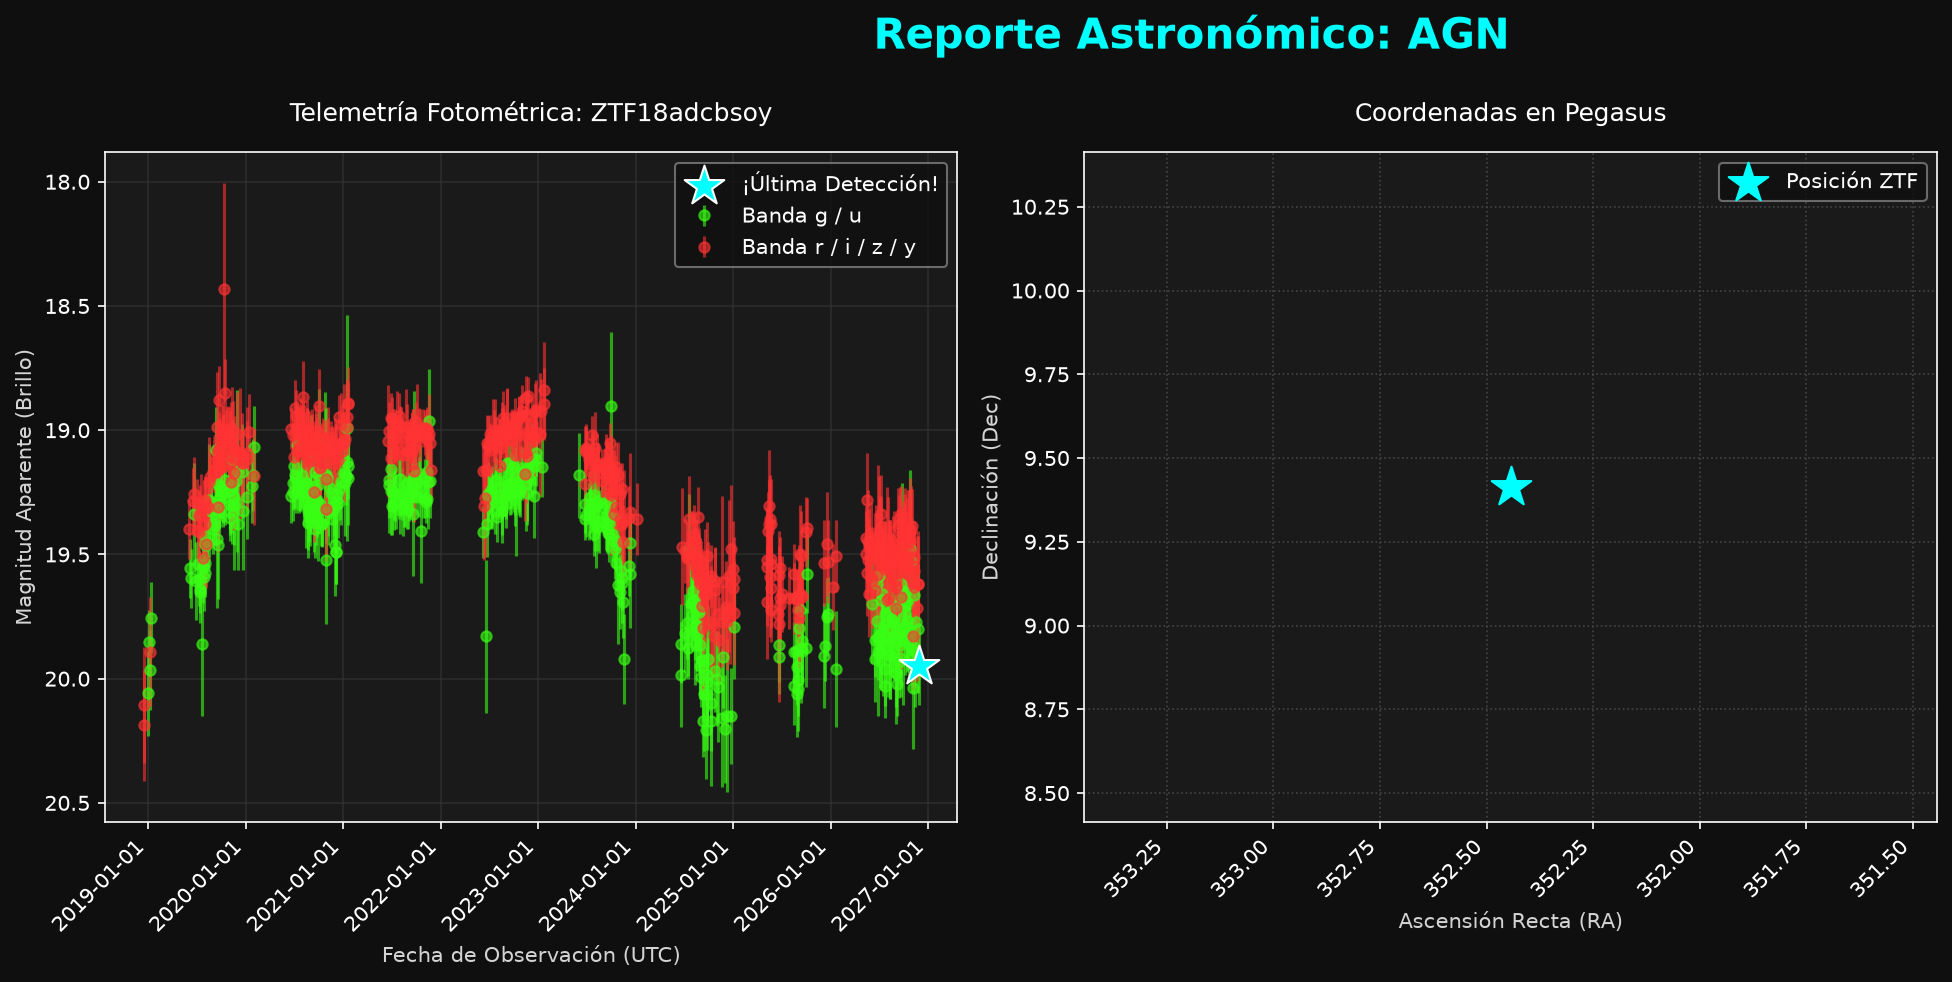 Reporte Astronómico: AGN
Telemetría Fotométrica: ZTF18adcbsoy
Magnitud Aparente (Brillo)
18.0
18.5
19.0
19.5
20.0
20.5
¡Última Detección!
Banda g / u
Banda r / i / z / y
2019-01-01
2020-01-01
2021-01-01
2022-01-01
2023-01-01
2024-01-01
2025-01-01
2026-01-01
2027-01-01
Fecha de Observación (UTC)
Coordenadas en Pegasus
Declinación (Dec)
10.25
10.00
9.75
9.50
9.25
9.00
8.75
8.50
Posición ZTF
353.25
353.00
352.75
352.50
352.25
352.00
351.75
351.50
Ascensión Recta (RA)